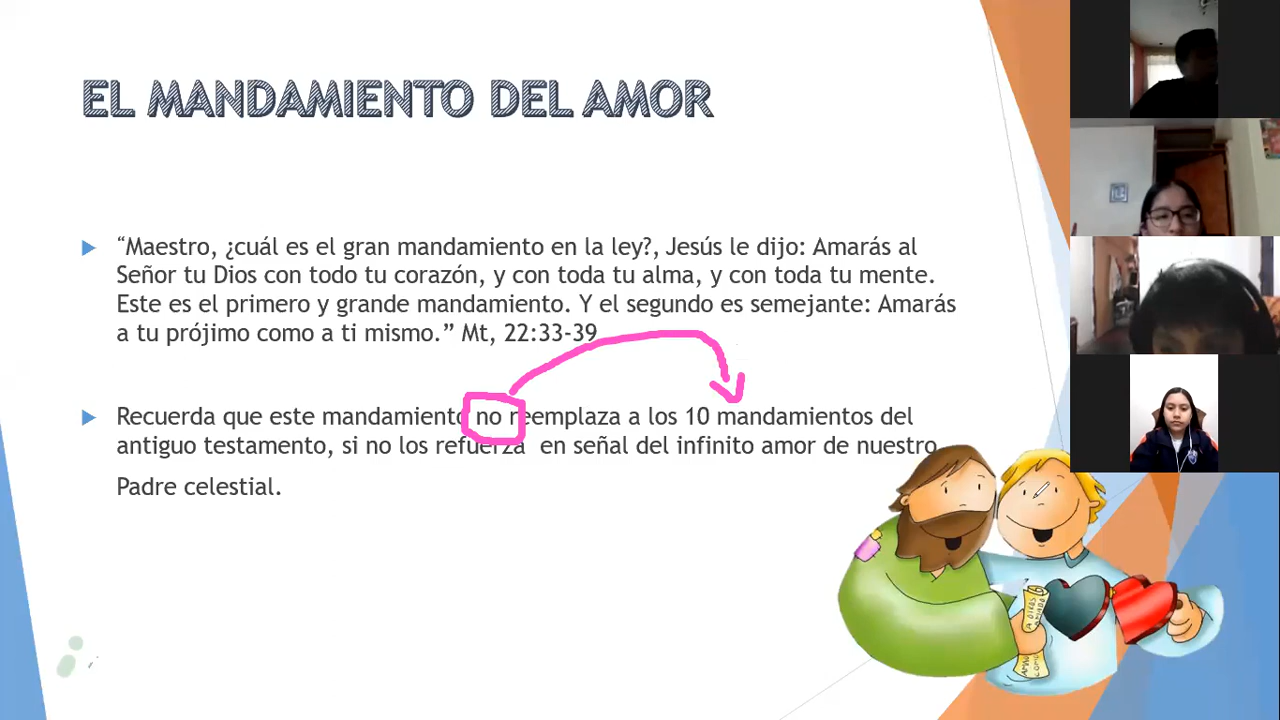 EL MANDAMIENTO DEL AMOR
“Maestro, ¿cuál es el gran mandamiento en la ley?, Jesús le dijo: Amarás al
Señor tu Dios con todo tu corazón, y con toda tu alma, y con toda tu mente.
Este es el primero y grande mandamiento. Y el segundo es semejante: Amarás
a tu prójimo como a ti mismo.” Mt, 22:33-39
Recuerda que este mandamiento no reemplaza a los 10 mandamientos del
antiguo testamento, si no los refuerza en señal del infinito amor de nuestro
Padre celestial.
A DIOS